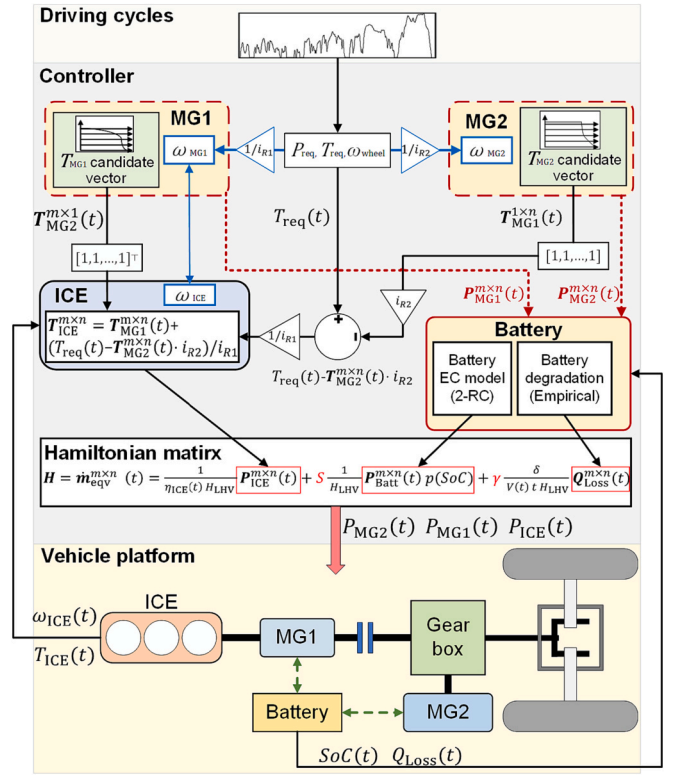 Driving cycles
Controller
MG1
T_MG1 candidate
vector
ω_MG1
1/i_R1
P_req, T_req, ω_wheel
1/i_R2
ω_MG2
MG2
T_MG2 candidate
vector
T_MG2^{m×1}(t)
T_req(t)
T_MG1^{1×n}(t)
[1,1,...,1]^⊤
[1,1,...,1]
ICE
ω_ICE
T_ICE^{m×n} = T_MG1^{m×n}(t)+
(T_req(t)-T_MG2^{m×n}(t)· i_R2)/i_R1
1/i_R1
+
-
i_R2
T_req(t)-T_MG2^{m×n}(t)· i_R2
P_MG1^{m×n}(t)
P_MG2^{m×n}(t)
Battery
Battery
EC model
(2-RC)
Battery
degradation
(Empirical)
Hamiltonian matirx
H = ṁ_eqv^{m×n} (t) = 1/(η_ICE(t) H_LHV) P_ICE^{m×n}(t) + S 1/H_LHV P_Batt^{m×n}(t) p(SoC) + γ δ/(V(t) t H_LHV) Q_Loss^{m×n}(t)
P_MG2(t) P_MG1(t) P_ICE(t)
Vehicle platform
ω_ICE(t)
T_ICE(t)
ICE
MG1
Gear
box
Battery
MG2
SoC(t) Q_Loss(t)